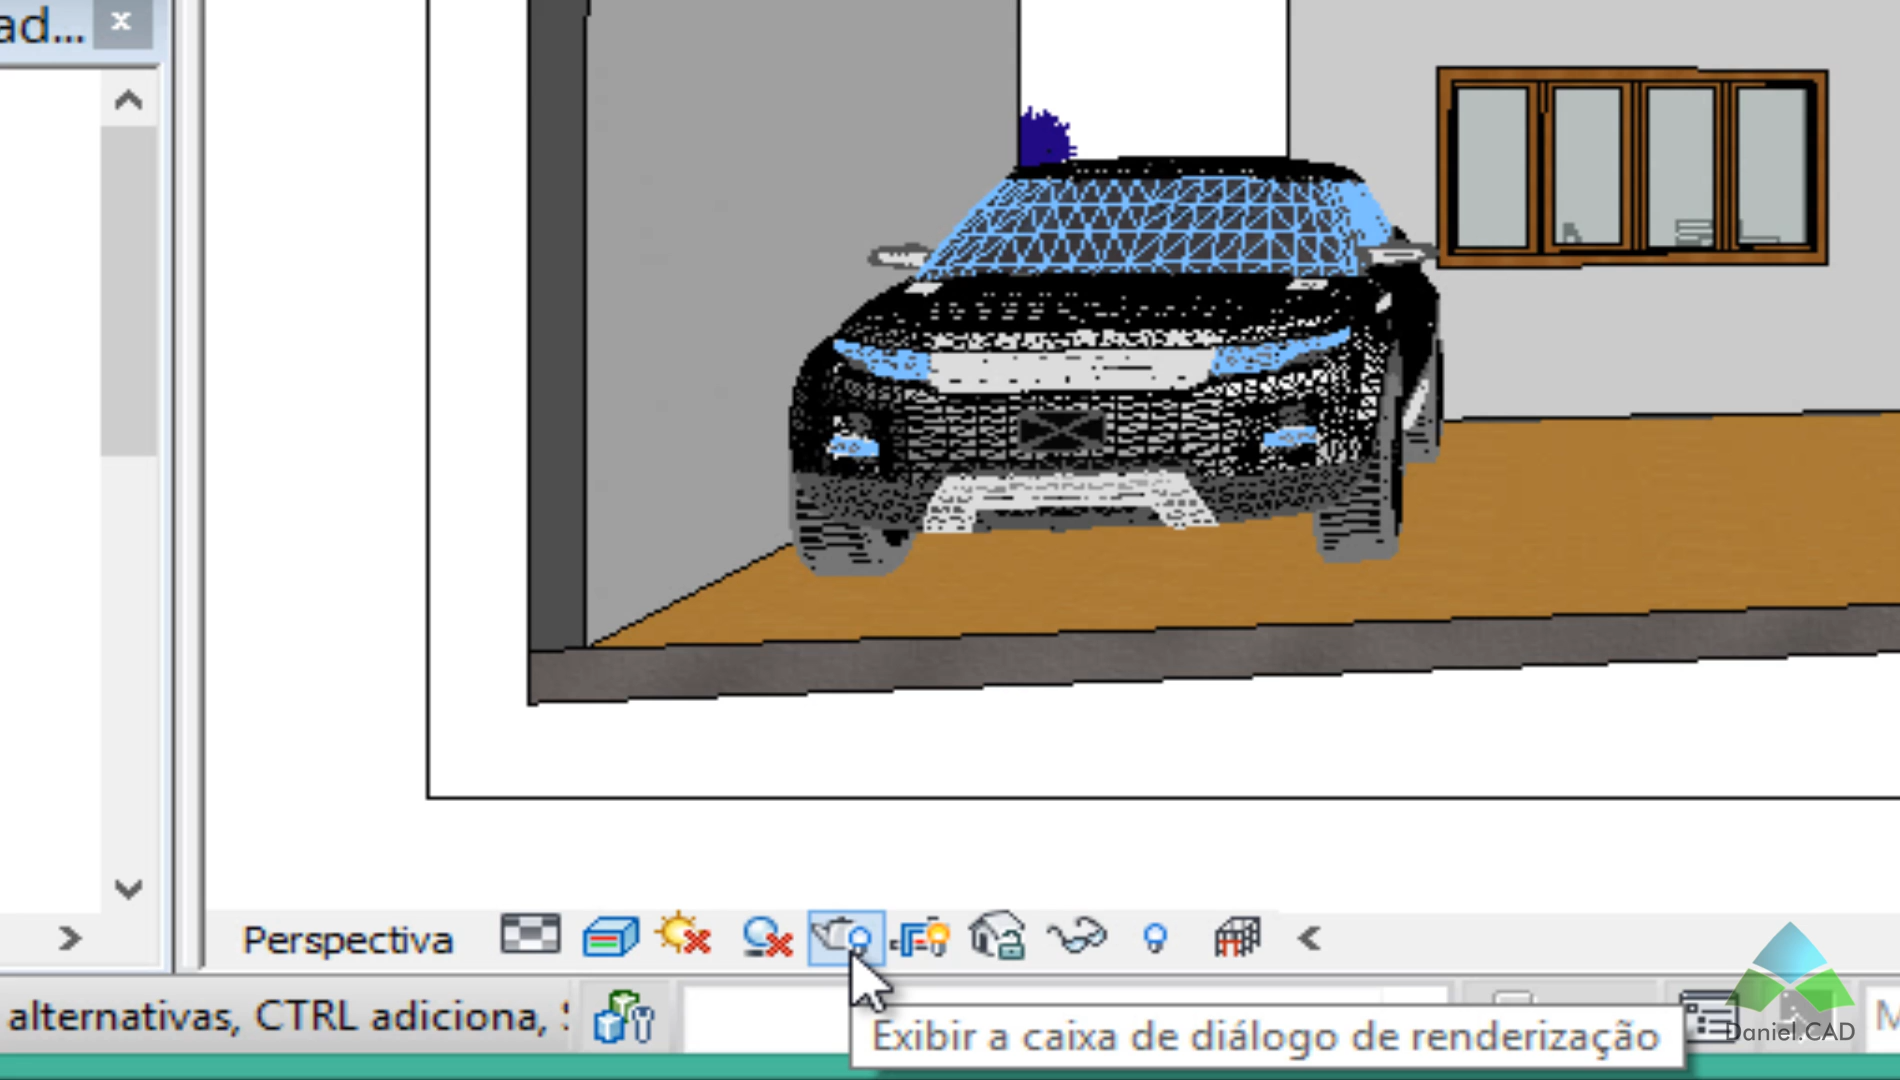 ad...
Perspectiva
alternativas, CTRL adiciona,
Exibir a caixa de diálogo de renderização
Daniel.CAD